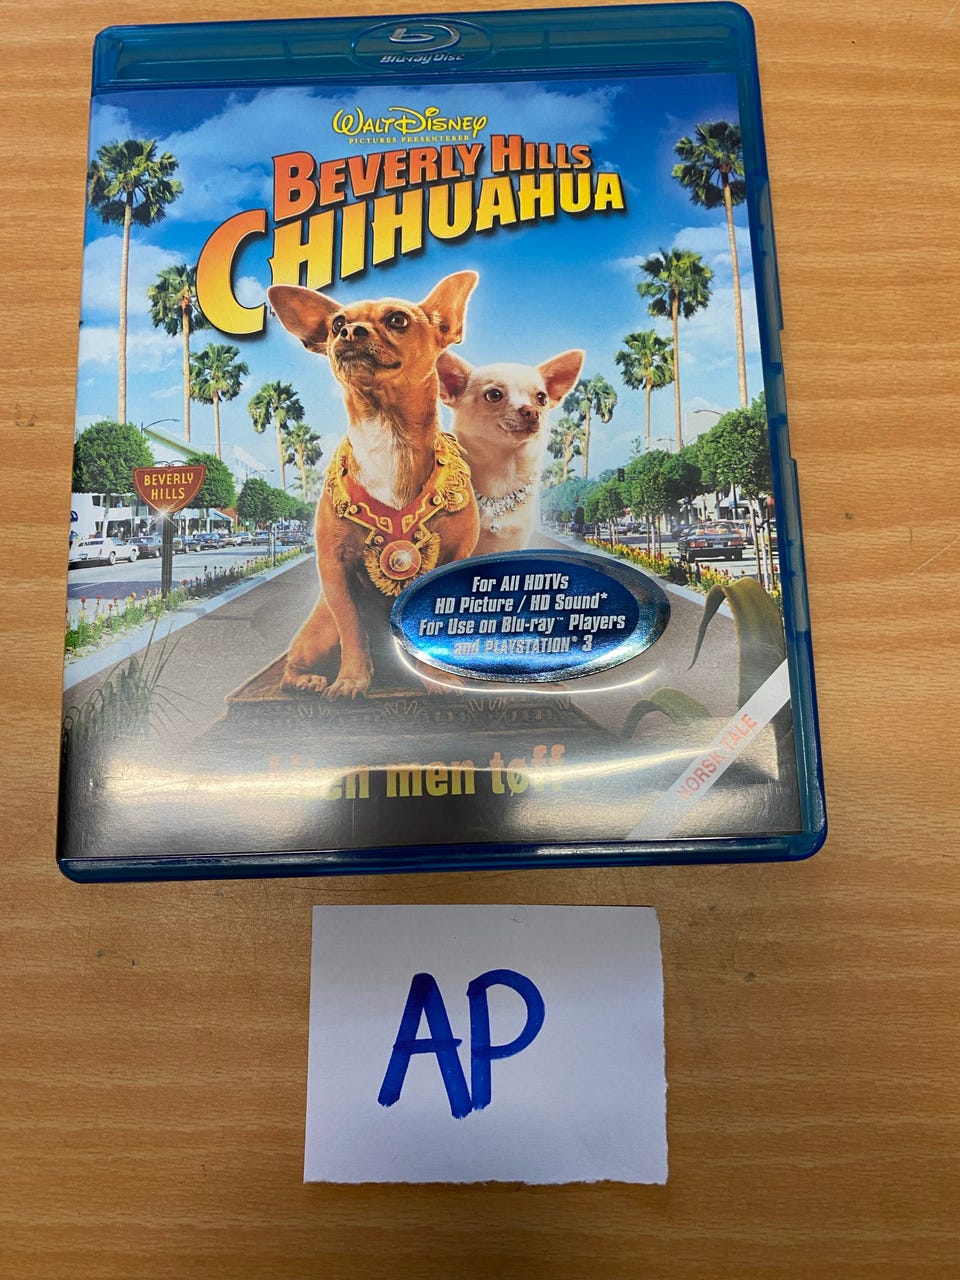 Blu-ray Disc
WALT DISNEY
PICTURES PRESENTERER
BEVERLY HILLS
CHIHUAHUA
BEVERLY
HILLS
For All HDTVs
HD Picture / HD Sound*
For Use on Blu-ray™ Players
and PLAYSTATION® 3
Liten men tøff
NORSK TALE
AP